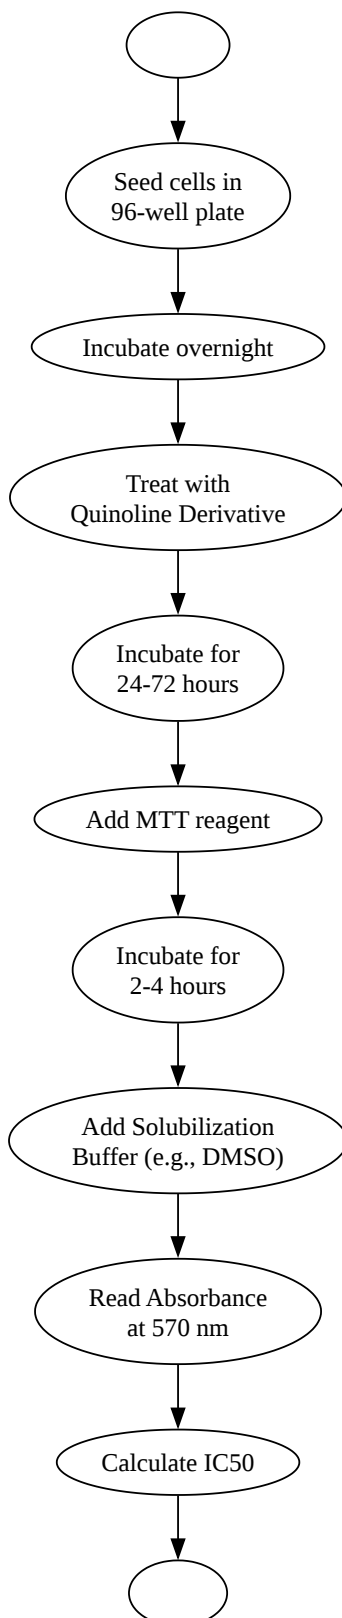 Seed cells in
96-well plate
Incubate overnight
Treat with
Quinoline Derivative
Incubate for
24-72 hours
Add MTT reagent
Incubate for
2-4 hours
Add Solubilization
Buffer (e.g., DMSO)
Read Absorbance
at 570 nm
Calculate IC50